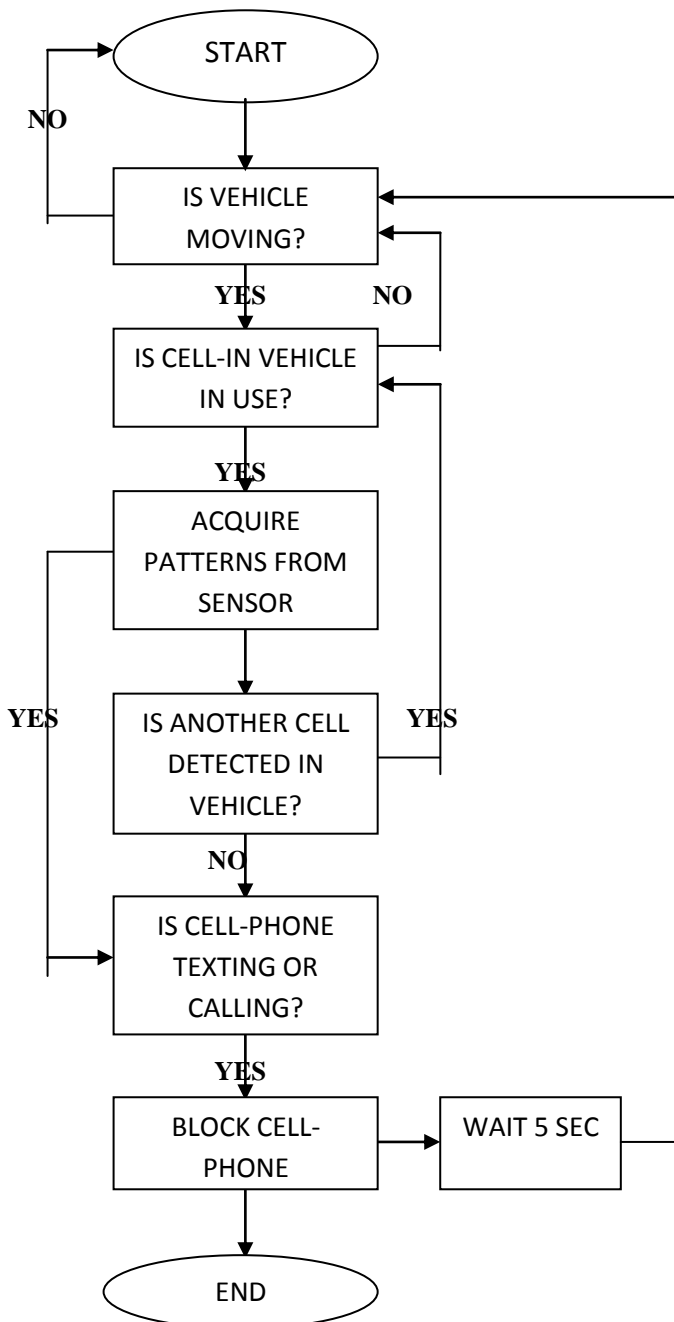 START
NO
IS VEHICLE
MOVING?
YES
NO
IS CELL-IN VEHICLE
IN USE?
YES
ACQUIRE
PATTERNS FROM
SENSOR
YES
YES
IS ANOTHER CELL
DETECTED IN
VEHICLE?
NO
IS CELL-PHONE
TEXTING OR
CALLING?
YES
BLOCK CELL-
PHONE
WAIT 5 SEC
END